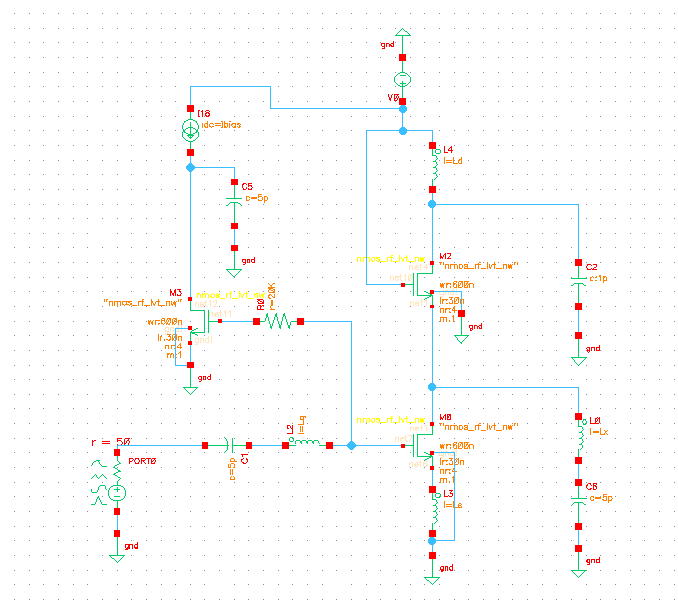 gnd
V0
I18
idc=Ibias
L4
l=Ld
C5
c=5p
gnd
M2
nmos_rf_lvt_nw
"nmos_rf_lvt_nw"
wr:600n
lr:30n
nr:4
m:1
gnd
C2
c:1p
gnd
M3
nmos_rf_lvt_nw
"nmos_rf_lvt_nw"
wr:600n
lr:30n
nr:4
m:1
net11
R0
r=20K
gnd
M0
nmos_rf_lvt_nw
"nmos_rf_lvt_nw"
wr:600n
lr:30n
nr:4
m:1
L0
l=Lx
r = 50
PORT0
C1
c=5p
L2
l=Lg
L3
l=Ls
C6
c=5p
gnd
gnd
gnd